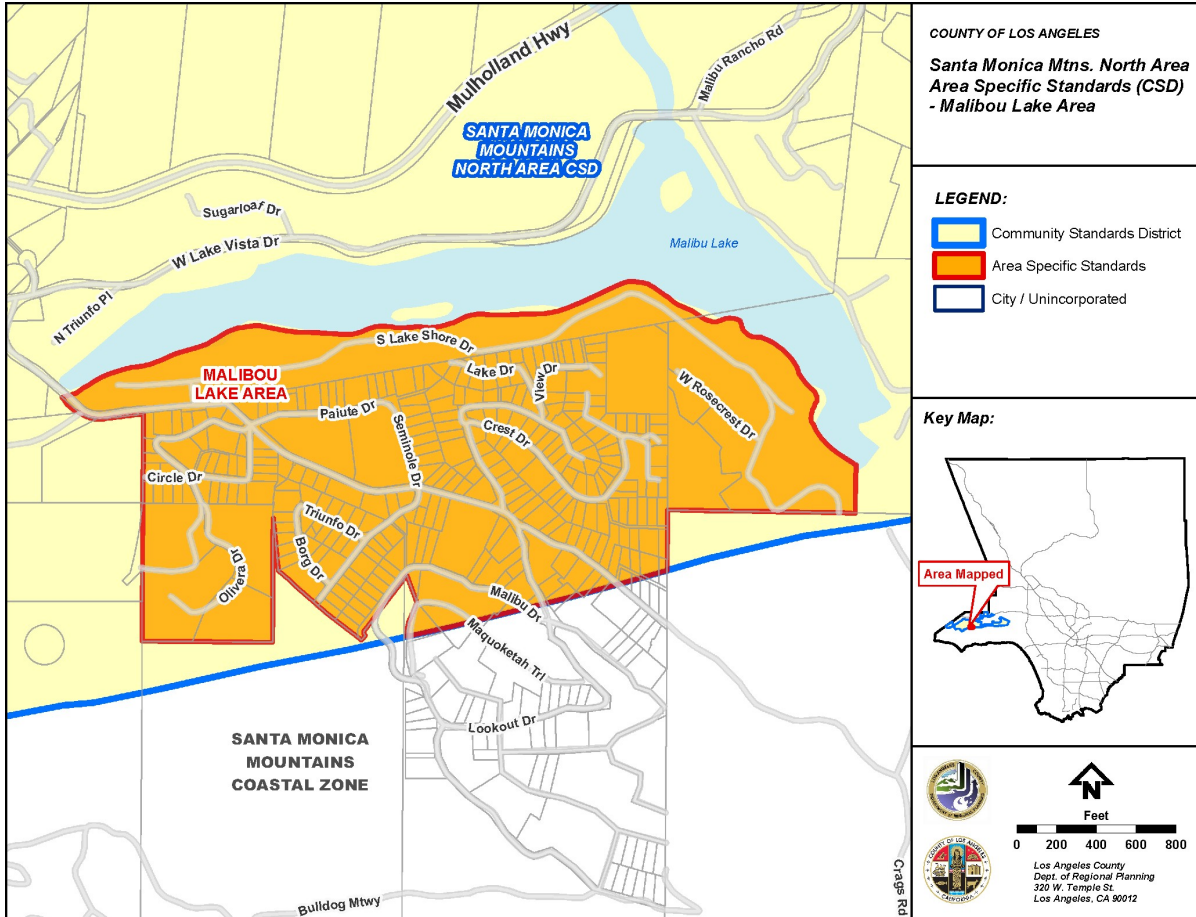 Mulholland Hwy
Malibu Rancho Rd
SANTA MONICA
MOUNTAINS
NORTH AREA CSD
Sugarloaf Dr
W Lake Vista Dr
N Triunfo Pl
Malibu Lake
S Lake Shore Dr
MALIBOU
LAKE AREA
Lake Dr
View Dr
W Rosecrest Dr
Paiute Dr
Seminole Dr
Crest Dr
Circle Dr
Triunfo Dr
Borg Dr
Olivera Dr
Malibu Dr
Maquoketah Trl
Lookout Dr
SANTA MONICA
MOUNTAINS
COASTAL ZONE
Bulldog Mtwy
Crags Rd
COUNTY OF LOS ANGELES
Santa Monica Mtns. North Area
Area Specific Standards (CSD)
- Malibou Lake Area
LEGEND:
Community Standards District
Area Specific Standards
City / Unincorporated
Key Map:
Area Mapped
N
Feet
0 200 400 600 800
Los Angeles County
Dept. of Regional Planning
320 W. Temple St.
Los Angeles, CA 90012